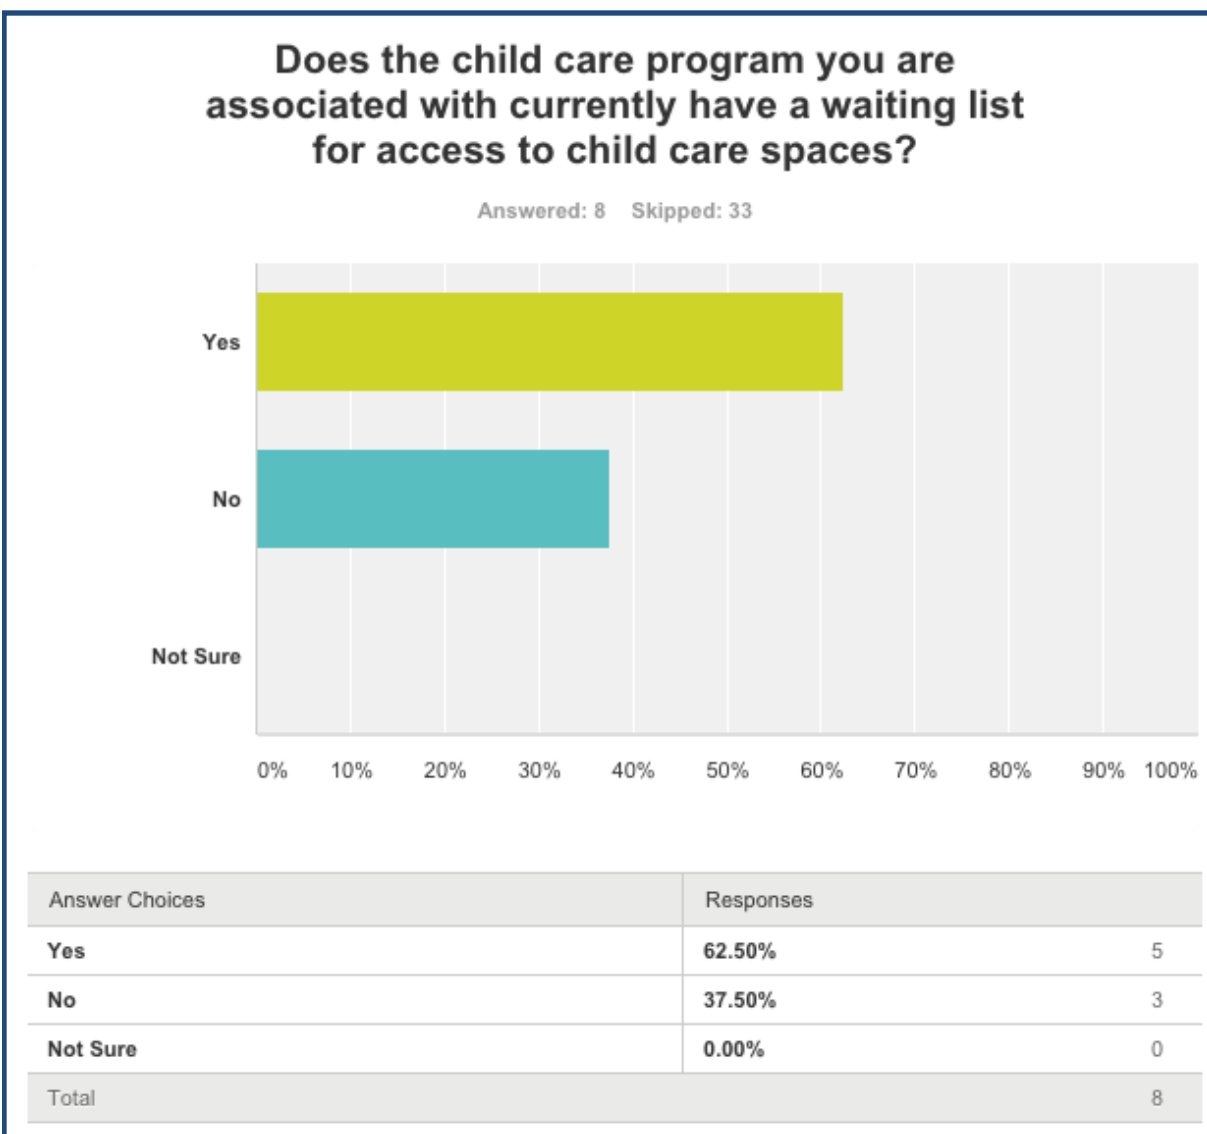 Does the child care program you are
associated with currently have a waiting list
for access to child care spaces?
Answered: 8 Skipped: 33
Yes
No
Not Sure
0% 10% 20% 30% 40% 50% 60% 70% 80% 90% 100%
Answer Choices Responses
Yes 62.50% 5
No 37.50% 3
Not Sure 0.00% 0
Total 8